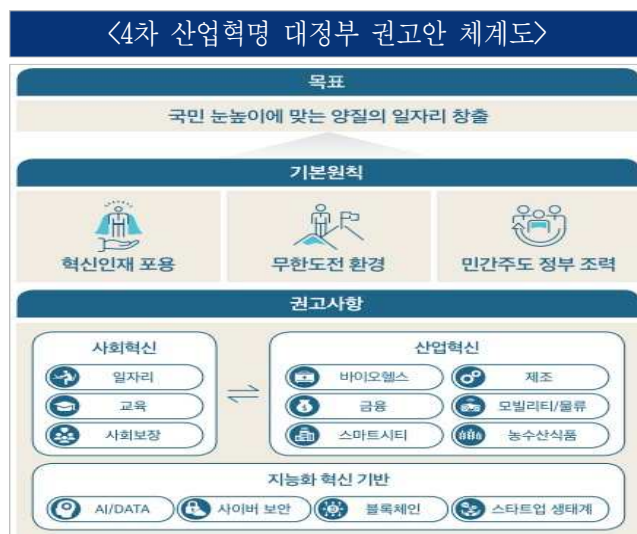 <4차 산업혁명 대정부 권고안 체계도>
목표
국민 눈높이에 맞는 양질의 일자리 창출
기본원칙
혁신인재 포용
무한도전 환경
민간주도 정부 조력
권고사항
사회혁신
일자리
교육
사회보장
산업혁신
바이오헬스
제조
금융
모빌리티/물류
스마트시티
농수산식품
지능화 혁신 기반
AI/DATA
사이버 보안
블록체인
스타트업 생태계